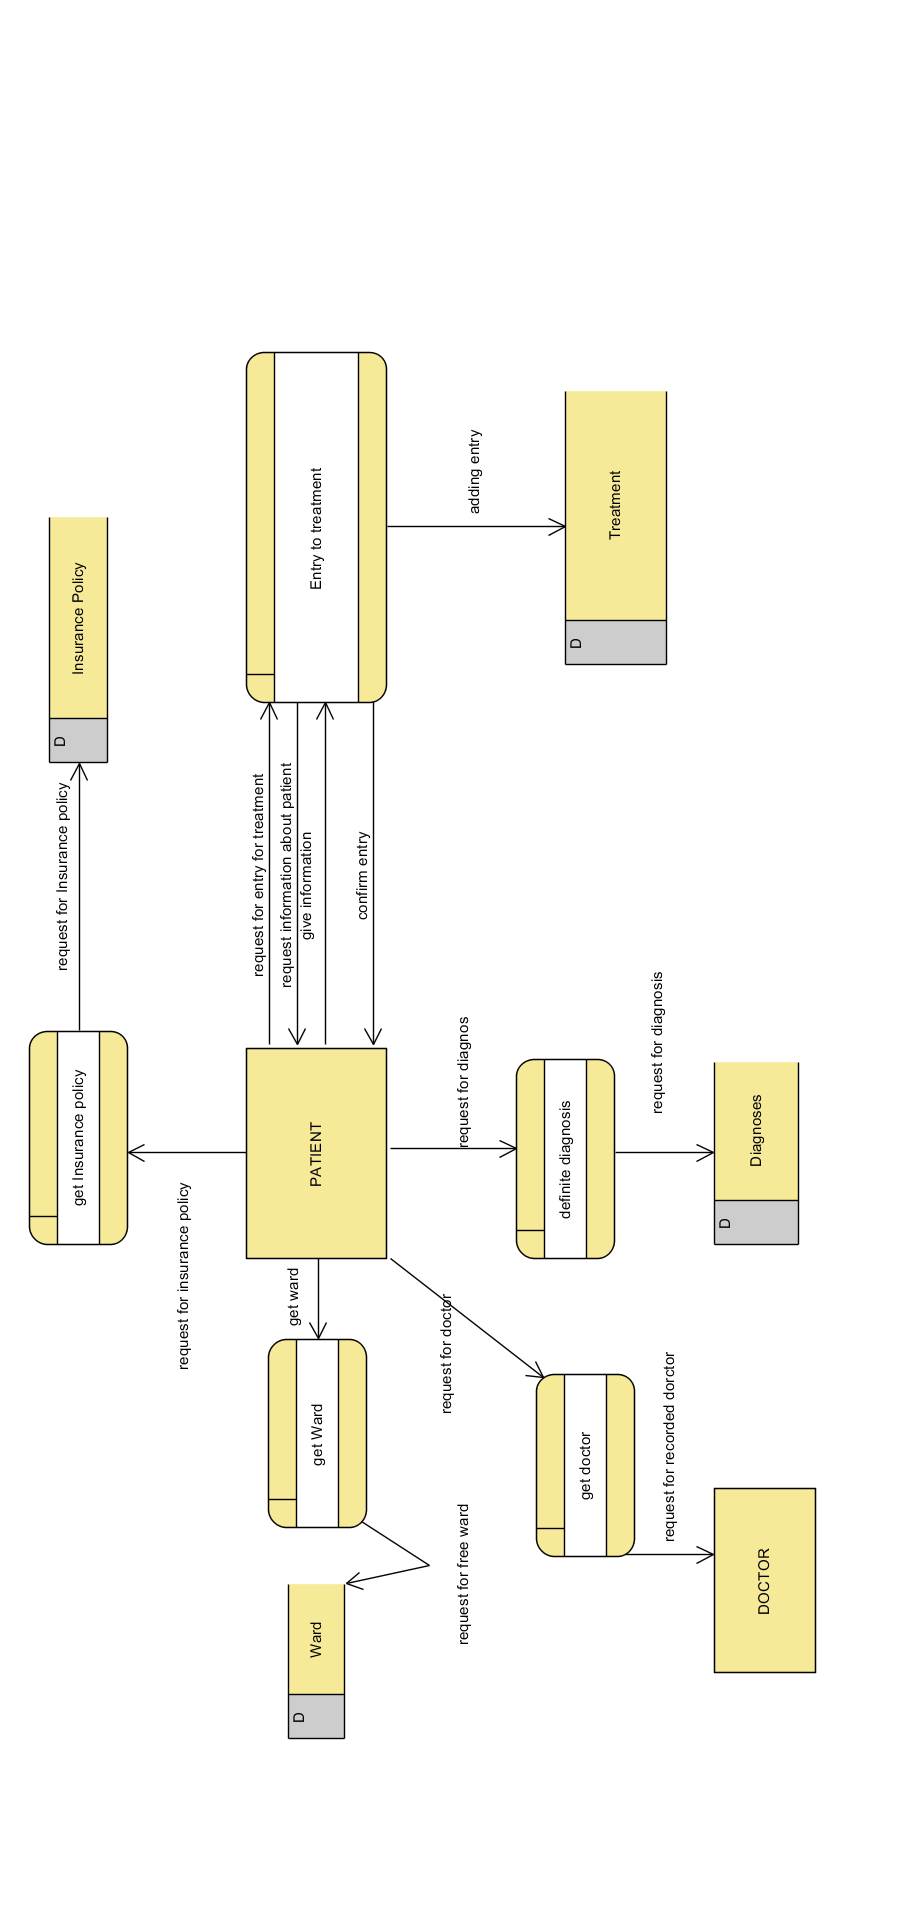 get Insurance policy
request for Insurance policy
D
Insurance Policy
request for insurance policy
D
Ward
get Ward
get ward
PATIENT
request for entry for treatment
request information about patient
give information
confirm entry
Entry to treatment
request for free ward
request for doctor
request for diagnos
adding entry
get doctor
definite diagnosis
D
Treatment
request for recorded dorctor
request for diagnosis
DOCTOR
D
Diagnoses